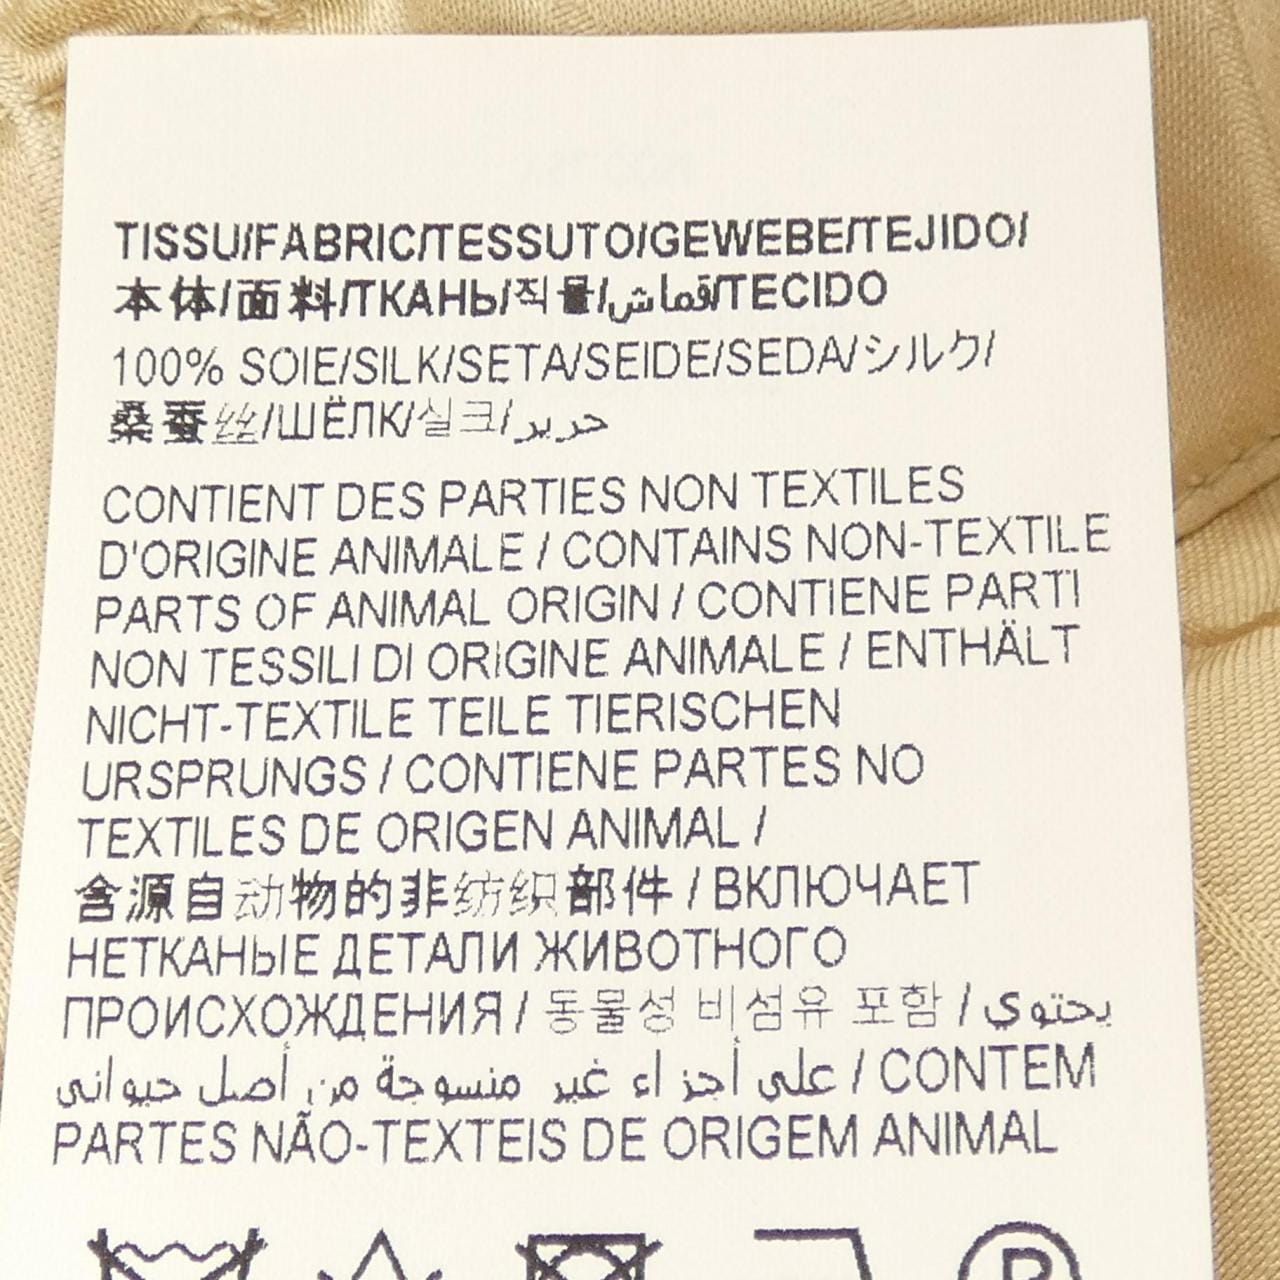 TISSU/FABRIC/TESSUTO/GEWEBE/TEJIDO/
本体/面料/ТКАНЬ/직물/قماش/TECIDO
100% SOIE/SILK/SETA/SEIDE/SEDA/シルク/
桑蚕丝/ШЁЛК/실크/حرير
CONTIENT DES PARTIES NON TEXTILES
D'ORIGINE ANIMALE / CONTAINS NON-TEXTILE
PARTS OF ANIMAL ORIGIN / CONTIENE PARTI
NON TESSILI DI ORIGINE ANIMALE / ENTHÄLT
NICHT-TEXTILE TEILE TIERISCHEN
URSPRUNGS / CONTIENE PARTES NO
TEXTILES DE ORIGEN ANIMAL /
含源自动物的非纺织部件 / ВКЛЮЧАЕТ
НЕТКАНЫЕ ДЕТАЛИ ЖИВОТНОГО
ПРОИСХОЖДЕНИЯ / 동물성 비섬유 포함 / يحتوي
على أجزاء غير منسوجة من أصل حيواني / CONTEM
PARTES NÃO-TEXTEIS DE ORIGEM ANIMAL
P